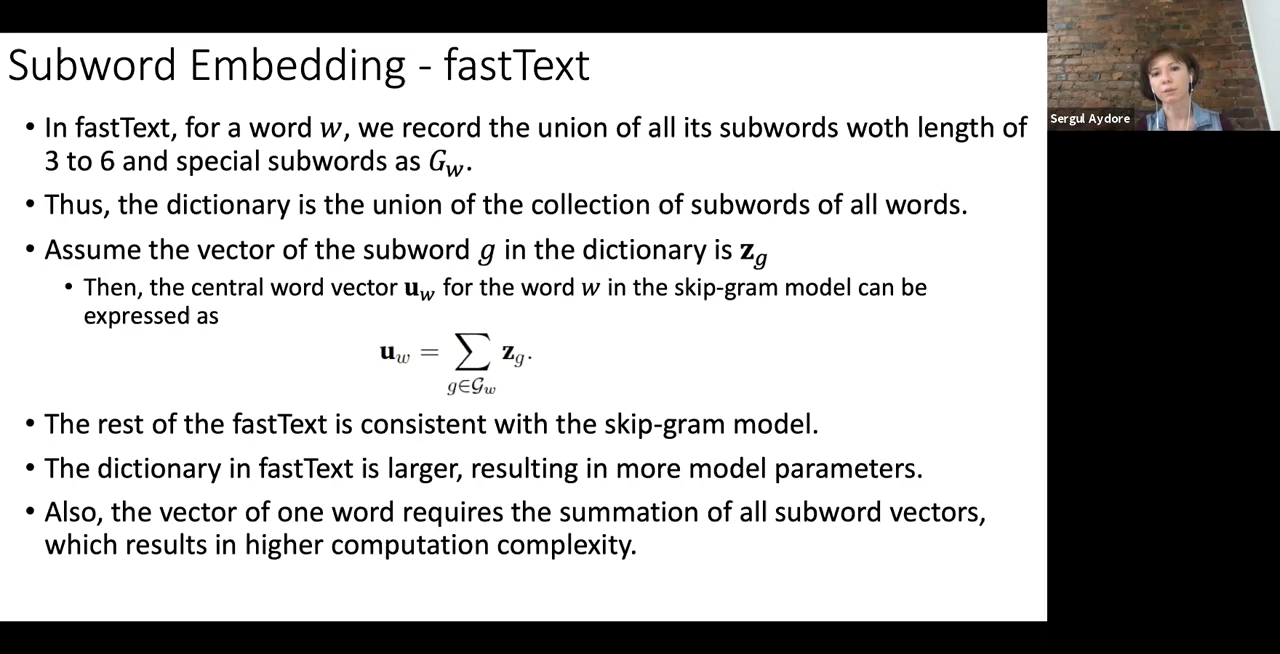 Subword Embedding - fastText
• In fastText, for a word w, we record the union of all its subwords woth length of
3 to 6 and special subwords as G_w.
• Thus, the dictionary is the union of the collection of subwords of all words.
• Assume the vector of the subword g in the dictionary is z_g
• Then, the central word vector u_w for the word w in the skip-gram model can be
expressed as
u_w = ∑_{g∈𝒢_w} z_g.
• The rest of the fastText is consistent with the skip-gram model.
• The dictionary in fastText is larger, resulting in more model parameters.
• Also, the vector of one word requires the summation of all subword vectors,
which results in higher computation complexity.
Sergul Aydore